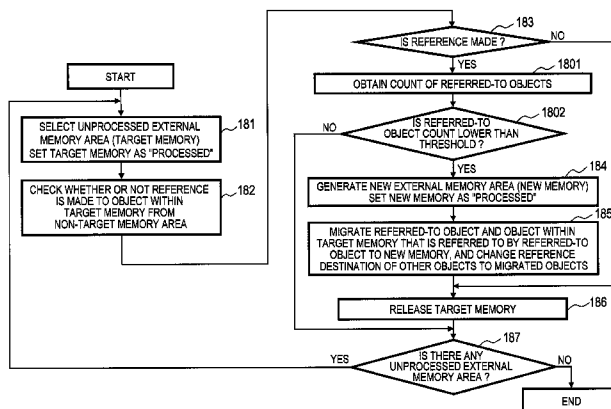 START
SELECT UNPROCESSED EXTERNAL
MEMORY AREA (TARGET MEMORY)
SET TARGET MEMORY AS "PROCESSED"
181
CHECK WHETHER OR NOT REFERENCE
IS MADE TO OBJECT WITHIN
TARGET MEMORY FROM
NON-TARGET MEMORY AREA
182
183
IS REFERENCE MADE ?
NO
YES
1801
OBTAIN COUNT OF REFERRED-TO OBJECTS
1802
IS REFERRED-TO
OBJECT COUNT LOWER THAN
THRESHOLD ?
NO
YES
184
GENERATE NEW EXTERNAL MEMORY AREA (NEW MEMORY)
SET NEW MEMORY AS "PROCESSED"
185
MIGRATE REFERRED-TO OBJECT AND OBJECT WITHIN
TARGET MEMORY THAT IS REFERRED TO BY REFERRED-TO
OBJECT TO NEW MEMORY, AND CHANGE REFERENCE
DESTINATION OF OTHER OBJECTS TO MIGRATED OBJECTS
186
RELEASE TARGET MEMORY
187
IS THERE ANY
UNPROCESSED EXTERNAL
MEMORY AREA ?
YES
NO
END